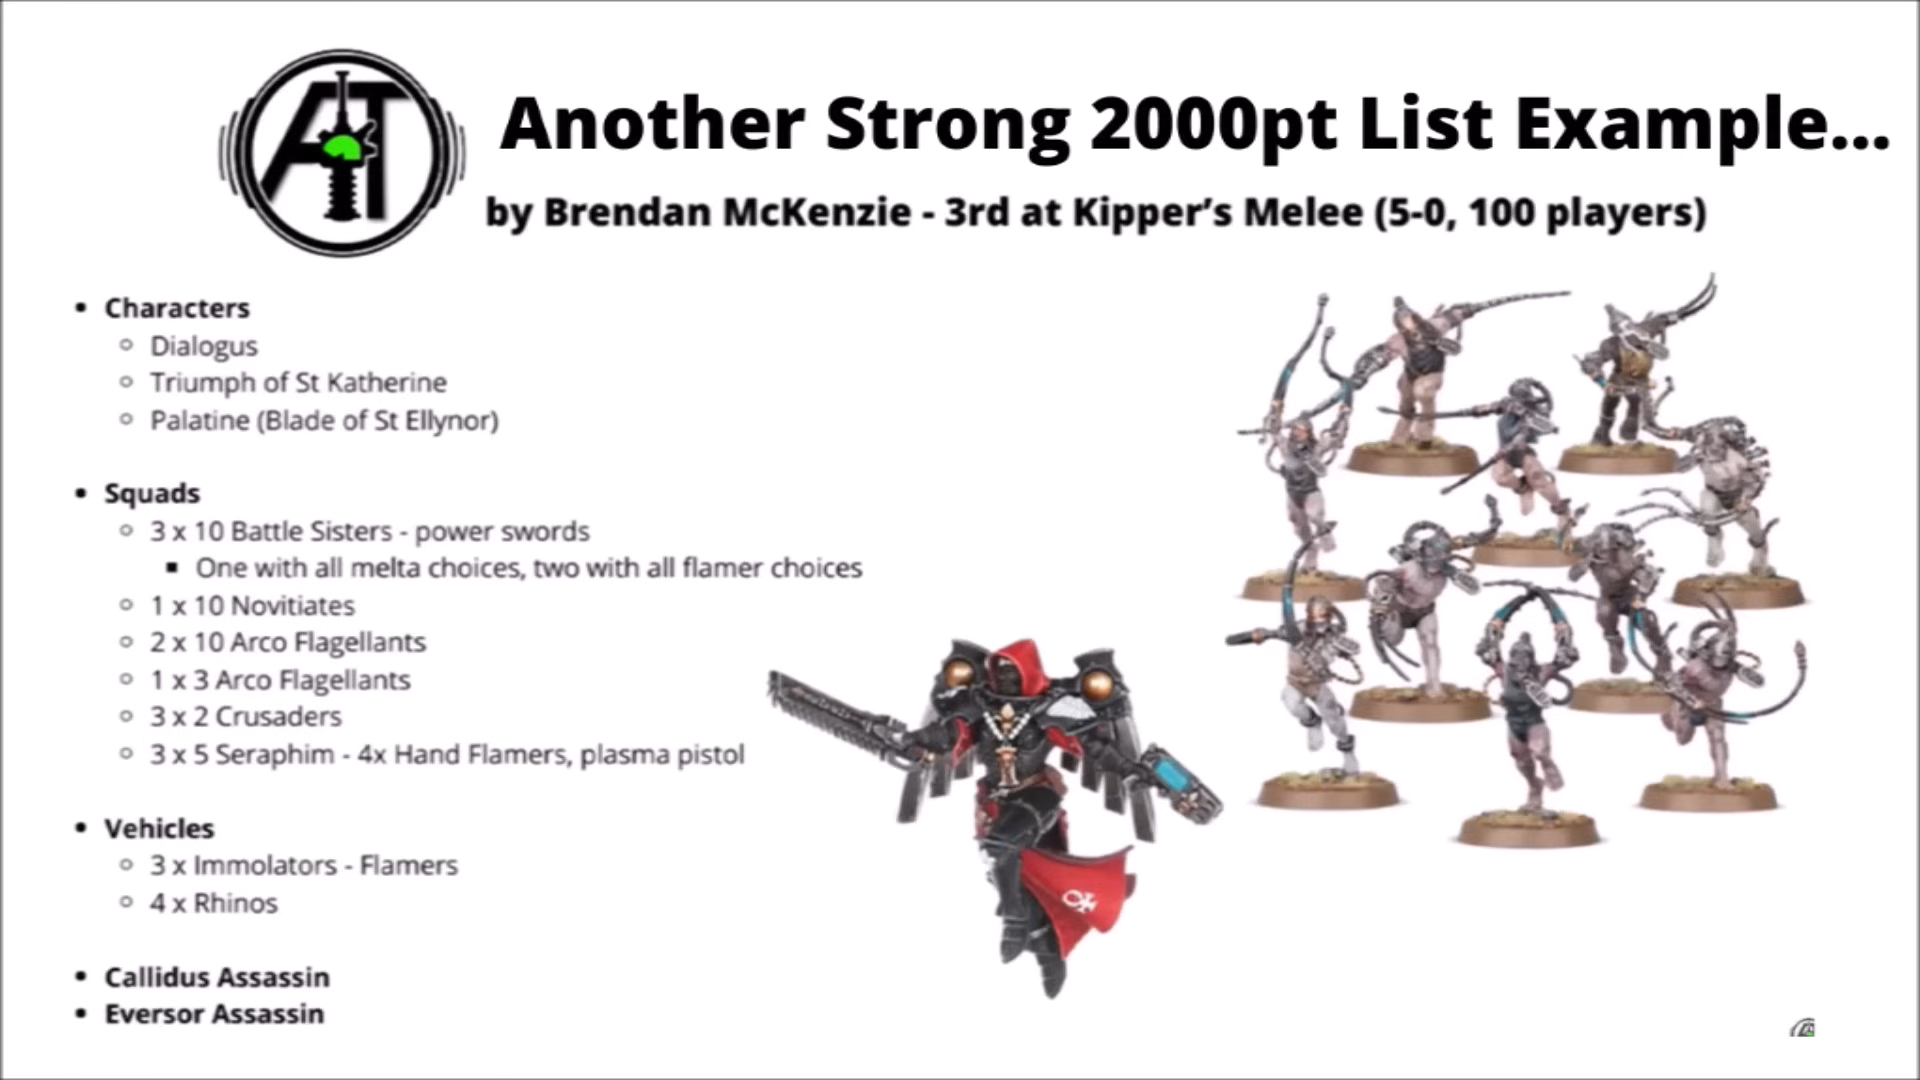 AT
Another Strong 2000pt List Example...
by Brendan McKenzie - 3rd at Kipper's Melee (5-0, 100 players)
• Characters
○ Dialogus
○ Triumph of St Katherine
○ Palatine (Blade of St Ellynor)
• Squads
○ 3 x 10 Battle Sisters - power swords
▪ One with all melta choices, two with all flamer choices
○ 1 x 10 Novitiates
○ 2 x 10 Arco Flagellants
○ 1 x 3 Arco Flagellants
○ 3 x 2 Crusaders
○ 3 x 5 Seraphim - 4x Hand Flamers, plasma pistol
• Vehicles
○ 3 x Immolators - Flamers
○ 4 x Rhinos
• Callidus Assassin
• Eversor Assassin